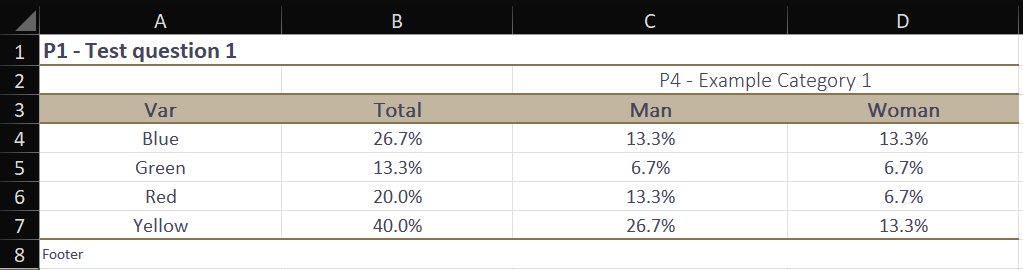 A B C D
1 P1 - Test question 1
2 P4 - Example Category 1
3 Var Total Man Woman
4 Blue 26.7% 13.3% 13.3%
5 Green 13.3% 6.7% 6.7%
6 Red 20.0% 13.3% 6.7%
7 Yellow 40.0% 26.7% 13.3%
8 Footer